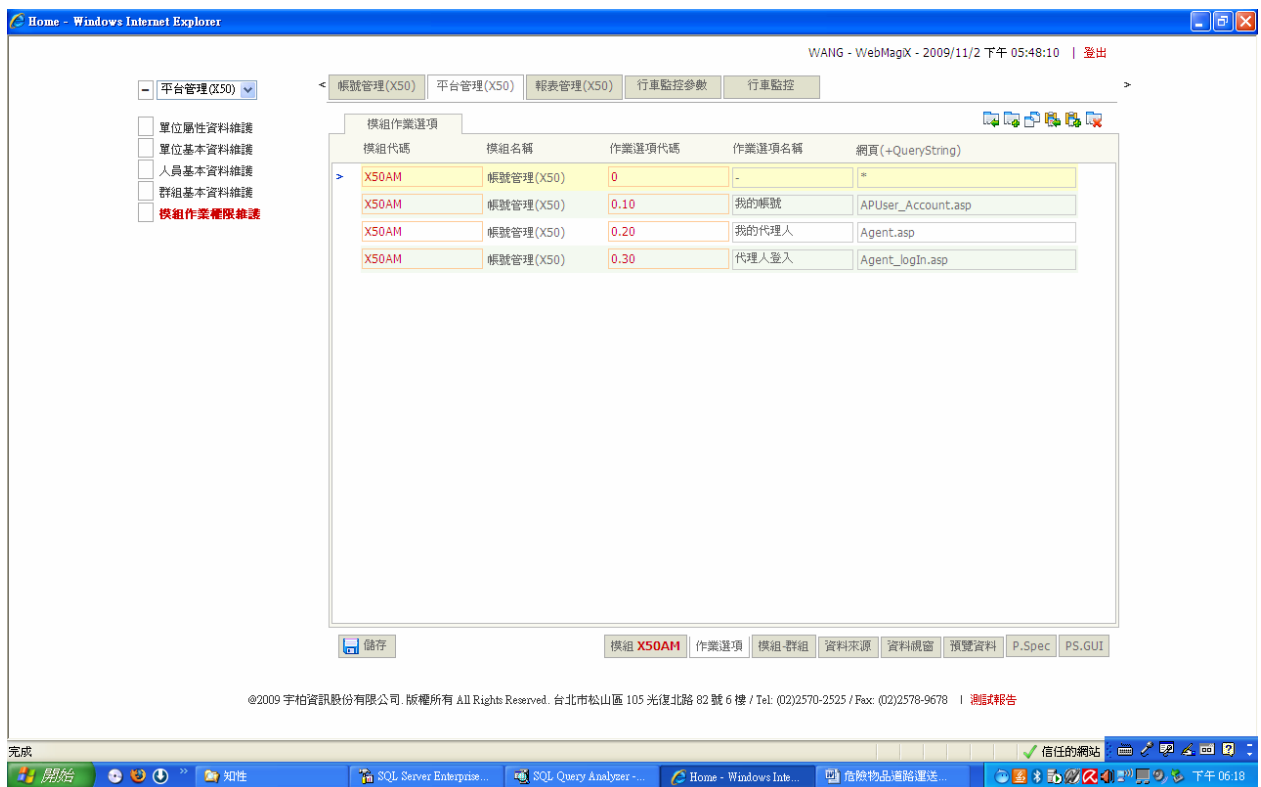 Home - Windows Internet Explorer
WANG - WebMagiX - 2009/11/2 下午 05:48:10 | 登出
− 平台管理(X50) < 帳號管理(X50) 平台管理(X50) 報表管理(X50) 行車監控參數 行車監控 >
單位屬性資料維護
單位基本資料維護
人員基本資料維護
群組基本資料維護
模組作業權限維護
模組作業選項
模組代碼 模組名稱 作業選項代碼 作業選項名稱 網頁(+QueryString)
> X50AM 帳號管理(X50) 0 - *
X50AM 帳號管理(X50) 0.10 我的帳號 APUser_Account.asp
X50AM 帳號管理(X50) 0.20 我的代理人 Agent.asp
X50AM 帳號管理(X50) 0.30 代理人登入 Agent_logIn.asp
儲存 模組 X50AM 作業選項 模組-群組 資料來源 資料視窗 預覽資料 P.Spec PS.GUI
@2009 宇柏資訊股份有限公司. 版權所有 All Rights Reserved. 台北市松山區 105 光復北路 82 號 6 樓 / Tel: (02)2570-2525 / Fax: (02)2578-9678 | 測試報告
完成 信任的網站
開始 知性 SQL Server Enterprise... SQL Query Analyzer -... Home - Windows Inte... 危險物品道路運送... 下午 06:18